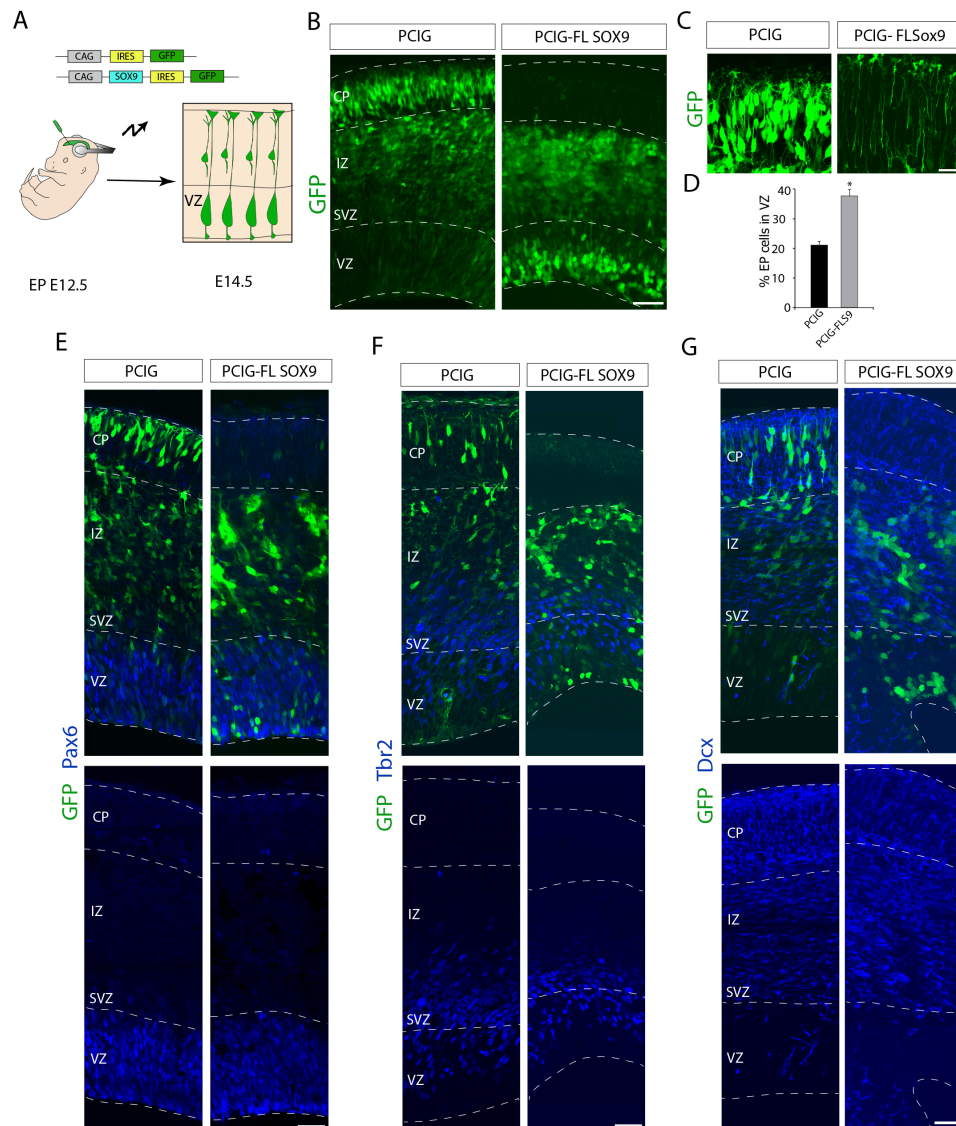 A
CAG IRES GFP
CAG SOX9 IRES GFP
VZ
EP E12.5
E14.5
B
PCIG PCIG-FL SOX9
GFP
CP
IZ
SVZ
VZ
C
PCIG PCIG- FLSox9
GFP
D
% EP cells in VZ
40
30
20
10
0
*
PCIG
PCIG-FLS9
E
PCIG PCIG-FL SOX9
CP
IZ
SVZ
VZ
GFP Pax6
CP
IZ
SVZ
VZ
F
PCIG PCIG-FL SOX9
CP
IZ
SVZ
VZ
GFP Tbr2
CP
IZ
SVZ
VZ
G
PCIG PCIG-FL SOX9
CP
IZ
SVZ
VZ
GFP Dcx
CP
IZ
SVZ
VZ